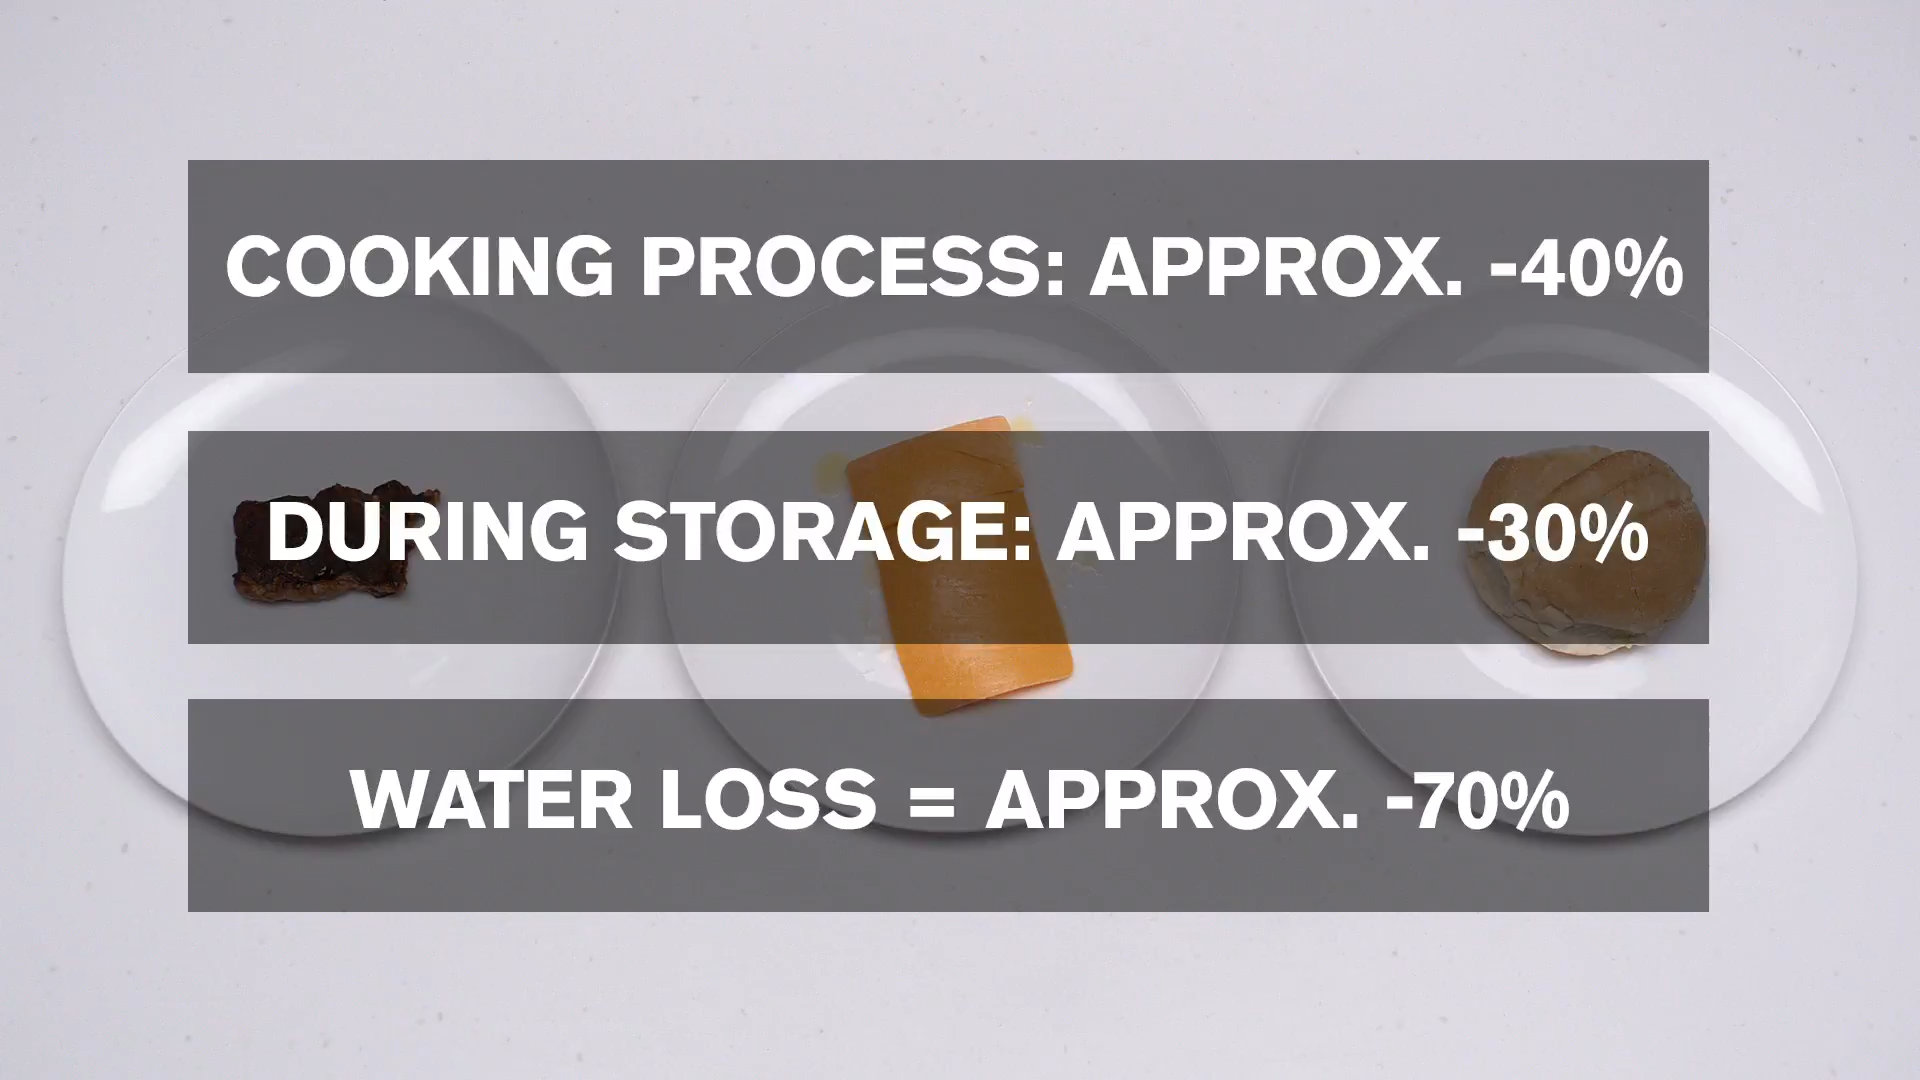 COOKING PROCESS: APPROX. -40%
DURING STORAGE: APPROX. -30%
WATER LOSS = APPROX. -70%